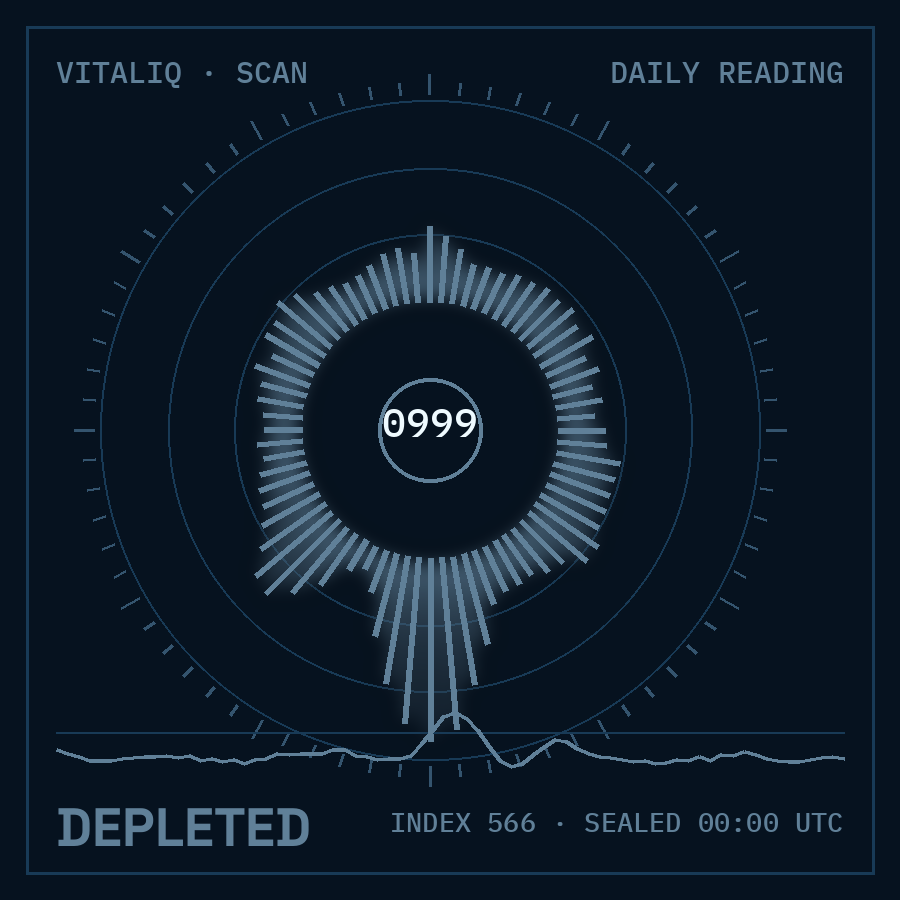 VITALIQ · SCAN
DAILY READING
0999
DEPLETED
INDEX 566 · SEALED 00:00 UTC